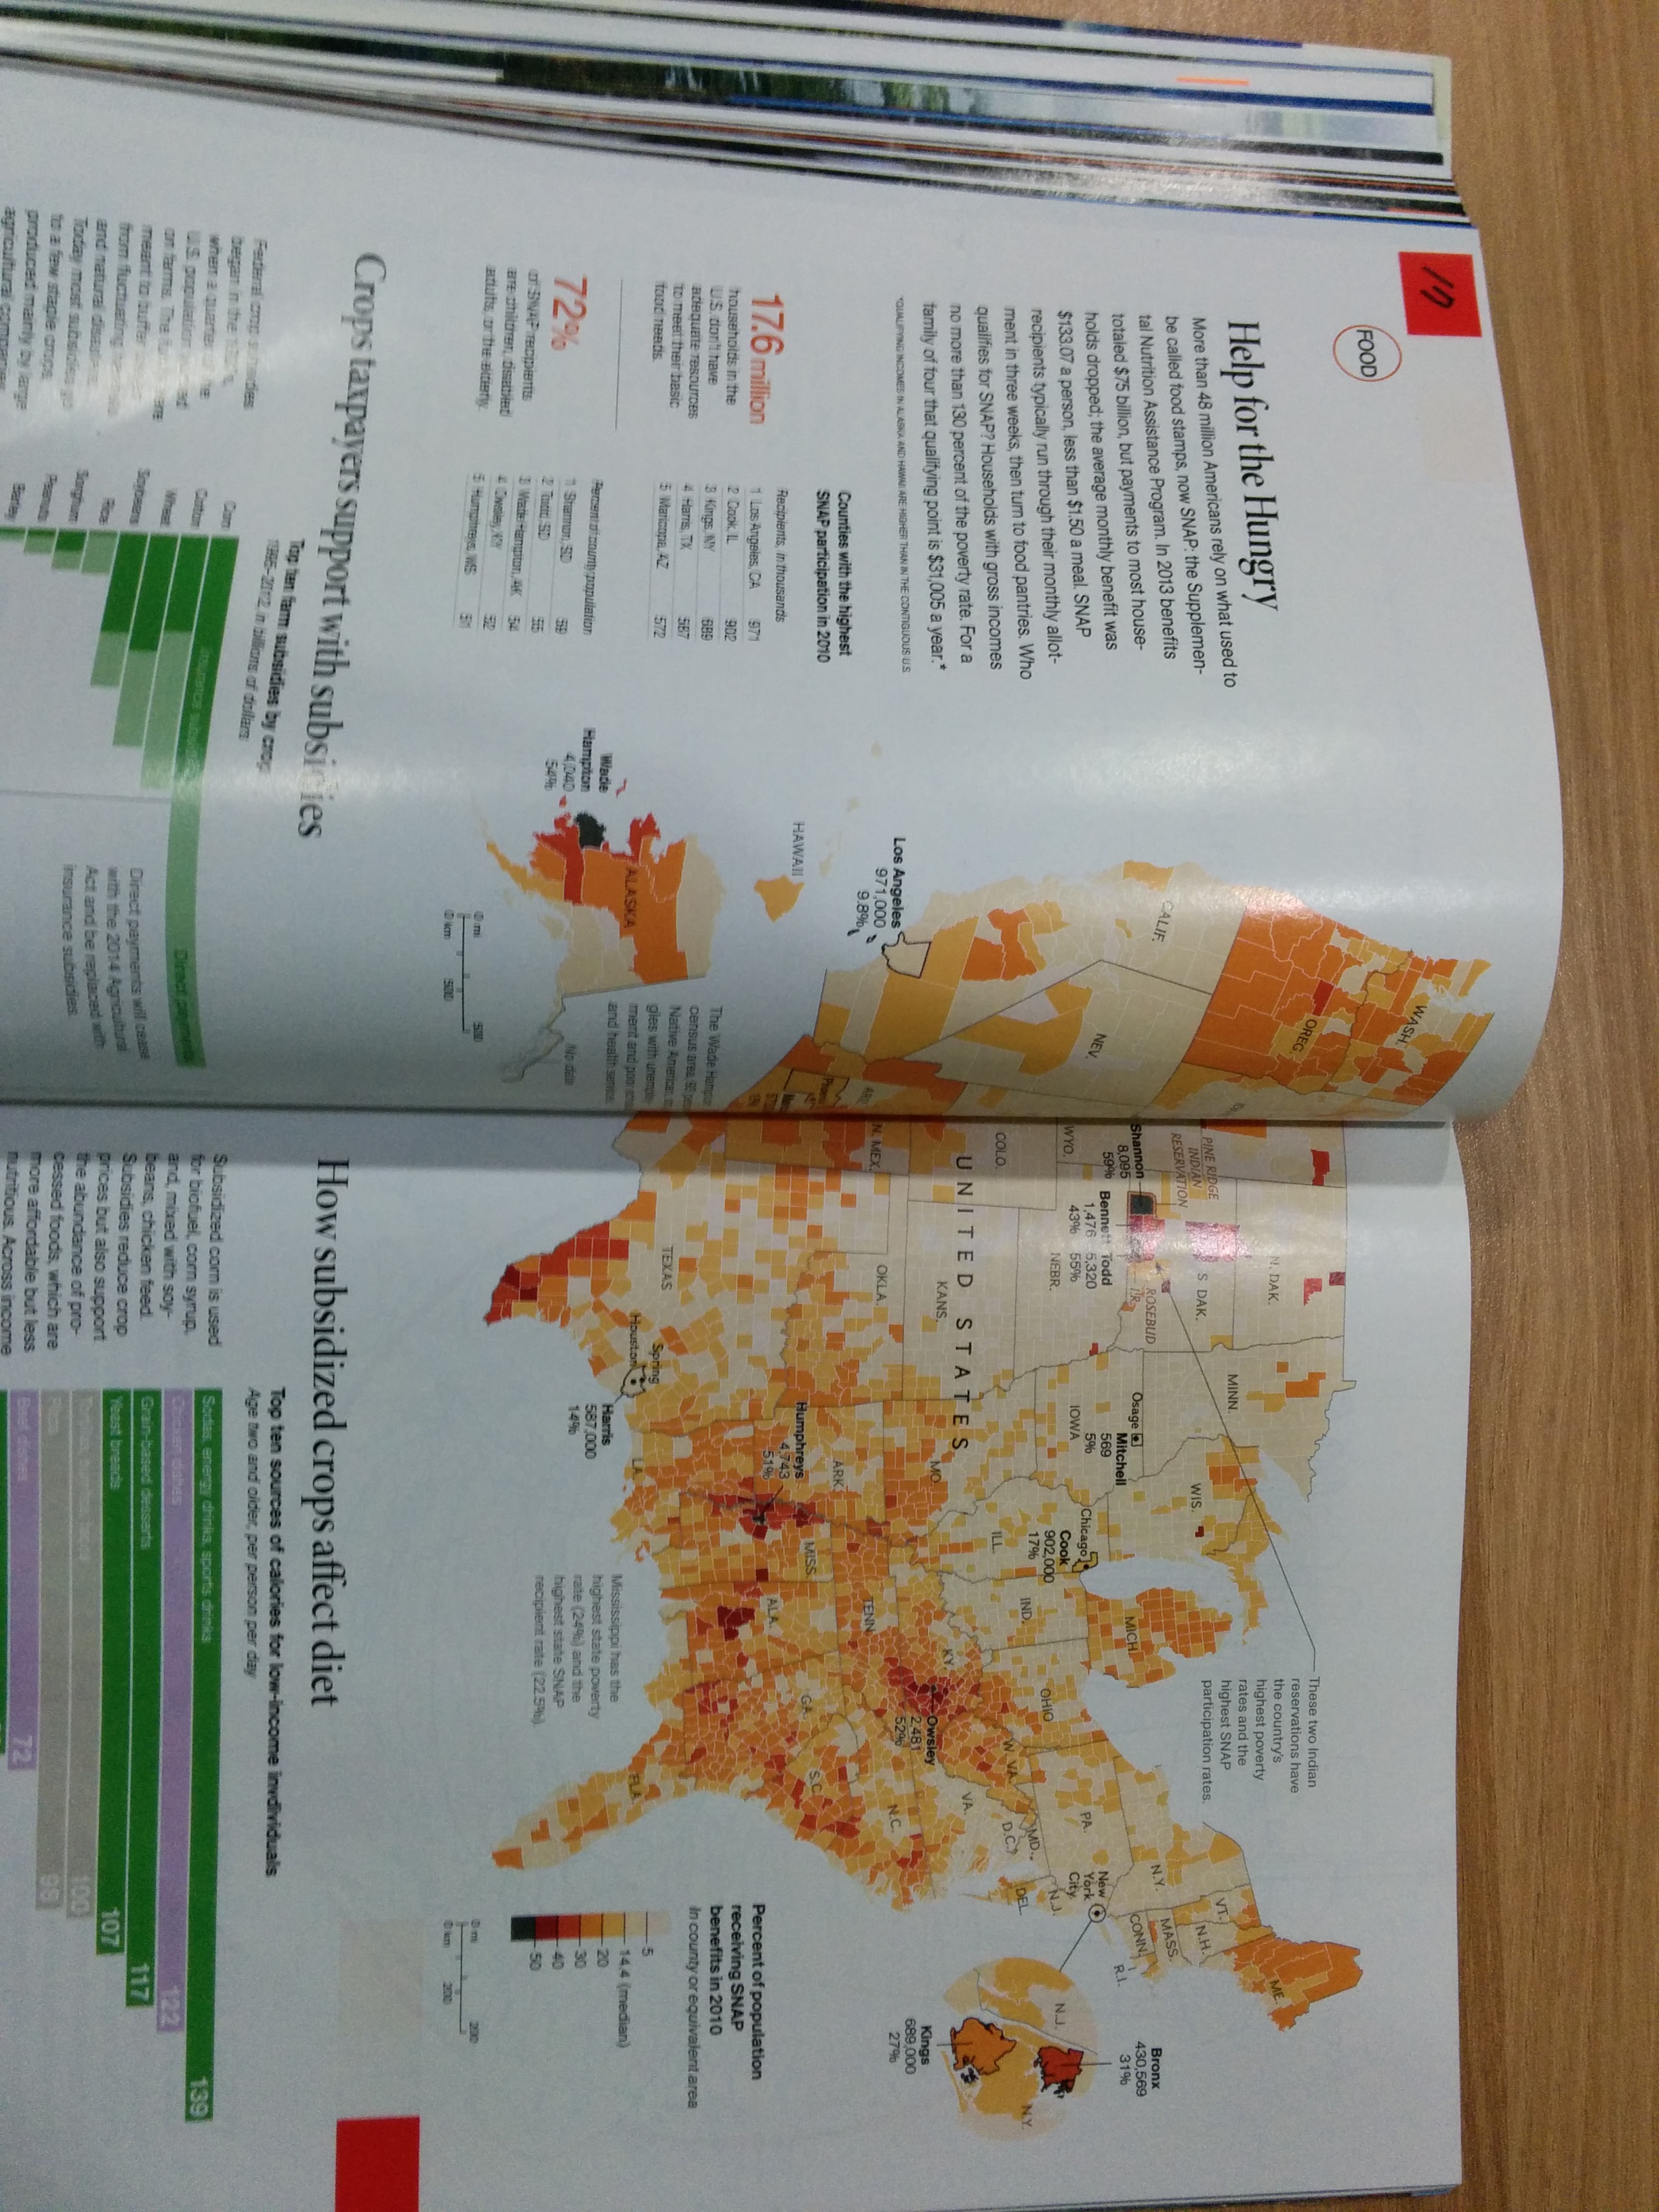 FOOD
Help for the Hungry
More than 48 million Americans rely on what used to
be called food stamps, now SNAP: the Supplemen-
tal Nutrition Assistance Program. In 2013 benefits
totaled $75 billion, but payments to most house-
holds dropped; the average monthly benefit was
$133.07 a person, less than $1.50 a meal. SNAP
recipients typically run through their monthly allot-
ment in three weeks, then turn to food pantries. Who
qualifies for SNAP? Households with gross incomes
no more than 130 percent of the poverty rate. For a
family of four that qualifying point is $31,005 a year.*
*QUALIFYING INCOMES IN ALASKA AND HAWAII ARE HIGHER THAN IN THE CONTIGUOUS U.S.
17.6 million
households in the
U.S. don't have
adequate resources
to meet their basic
food needs.
72%
of SNAP recipients
are children, disabled
adults, or the elderly.
Counties with the highest
SNAP participation in 2010
Recipients, in thousands
1 Los Angeles, CA 971
2 Cook, IL 902
3 Kings, NY 689
4 Harris, TX 587
5 Maricopa, AZ 572
Percent of county population
1 Shannon, SD 59
2 Todd, SD 55
3 Wade Hampton, AK 54
4 Owsley, KY 52
5 Humphreys, MS 51
WASH.
OREG.
CALIF.
NEV.
Los Angeles
971,000
9.8%
HAWAII
ALASKA
Wade
Hampton
4,040
54%
0 mi 500
0 km 500
No data
The Wade Hampton
census area
Native American
and health service
PINE RIDGE
INDIAN
RESERVATION
Shannon
8,095
59%
Bennett
1,476
43%
Todd
5,320
55%
ROSEBUD
I.R.
N. DAK.
S. DAK.
NEBR.
WYO.
COLO.
N. MEX.
KANS.
OKLA.
TEXAS
UNITED STATES
MINN.
WIS.
IOWA
Osage
Mitchell
569
5%
MO.
ARK.
LA.
Spring
Houston
Harris
587,000
14%
Humphreys
4,743
51%
MISS.
ALA.
TENN.
KY.
ILL.
IND.
OHIO
MICH.
Chicago
Cook
902,000
17%
Owsley
2,481
52%
GA.
FLA.
S.C.
N.C.
VA.
W. VA.
MD.
D.C.
DEL.
N.J.
PA.
N.Y.
New
York
City
CONN.
R.I.
MASS.
N.H.
VT.
ME.
These two Indian
reservations have
the country's
highest poverty
rates and the
highest SNAP
participation rates.
Mississippi has the
highest state poverty
rate (24%) and the
highest state SNAP
recipient rate (22.5%).
Bronx
430,569
31%
N.J.
N.Y.
Kings
689,000
27%
Percent of population
receiving SNAP
benefits in 2010
In county or equivalent area
5
14.4 (median)
20
30
40
50
0 mi 200
0 km 200
Crops taxpayers support with subsidies
Federal crop subsidies
began in the
when a quarter
U.S. population
on farms. The
meant to buffer
from fluctuating
and natural disasters.
Today most subsidies go
to a few staple crops,
produced mainly by large
agricultural companies
Top ten farm subsidies by crop
1995–2012 in billions of dollars
Insurance subsidies
Direct payments
Corn
Cotton
Wheat
Soybeans
Rice
Sorghum
Peanuts
Barley
Direct payments will cease
with the 2014 Agricultural
Act and be replaced with
insurance subsidies.
How subsidized crops affect diet
Subsidized corn is used
for biofuel, corn syrup,
and, mixed with soy-
beans, chicken feed.
Subsidies reduce crop
prices but also support
the abundance of pro-
cessed foods, which are
more affordable but less
nutritious. Across income
Top ten sources of calories for low-income individuals
Age two and older, per person per day
Sodas, energy drinks, sports drinks 139
Chicken dishes 122
Grain-based desserts 117
Yeast breads 107
100
Pizza 98
Beef dishes 72